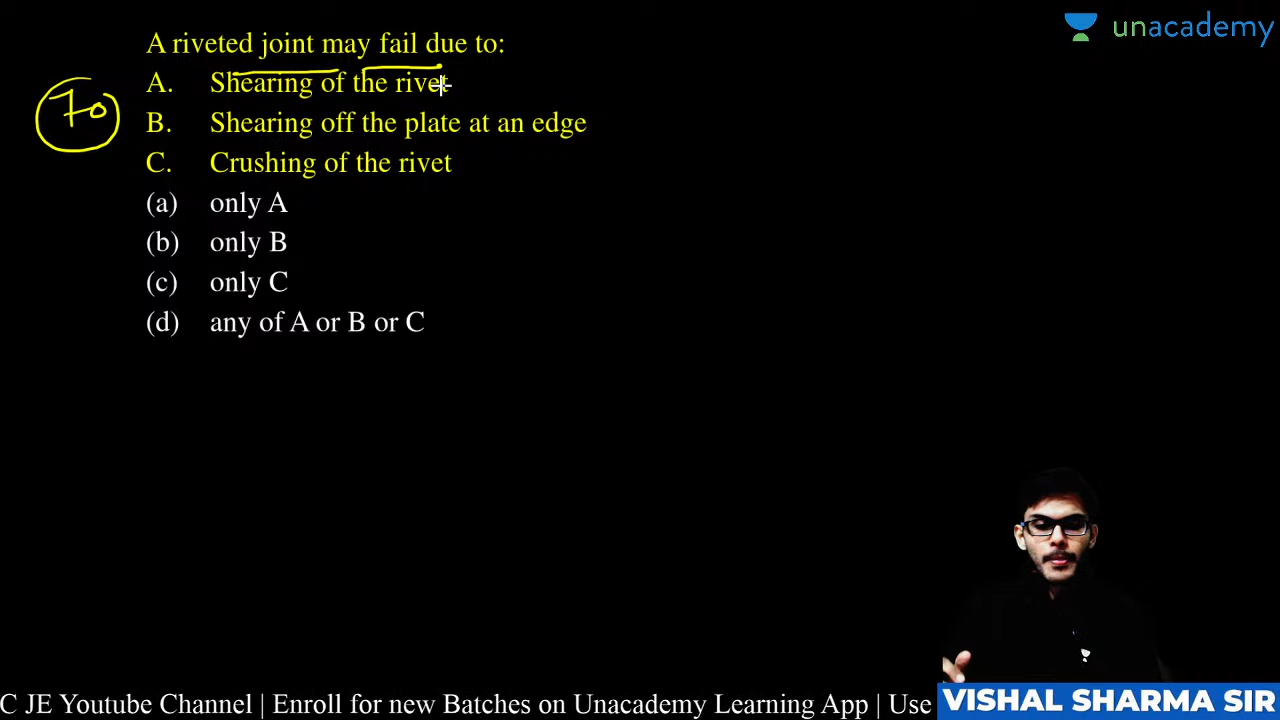 unacademy
A riveted joint may fail due to:
70
A. Shearing of the rivet
B. Shearing off the plate at an edge
C. Crushing of the rivet
(a) only A
(b) only B
(c) only C
(d) any of A or B or C
C JE Youtube Channel | Enroll for new Batches on Unacademy Learning App | Use
VISHAL SHARMA SIR